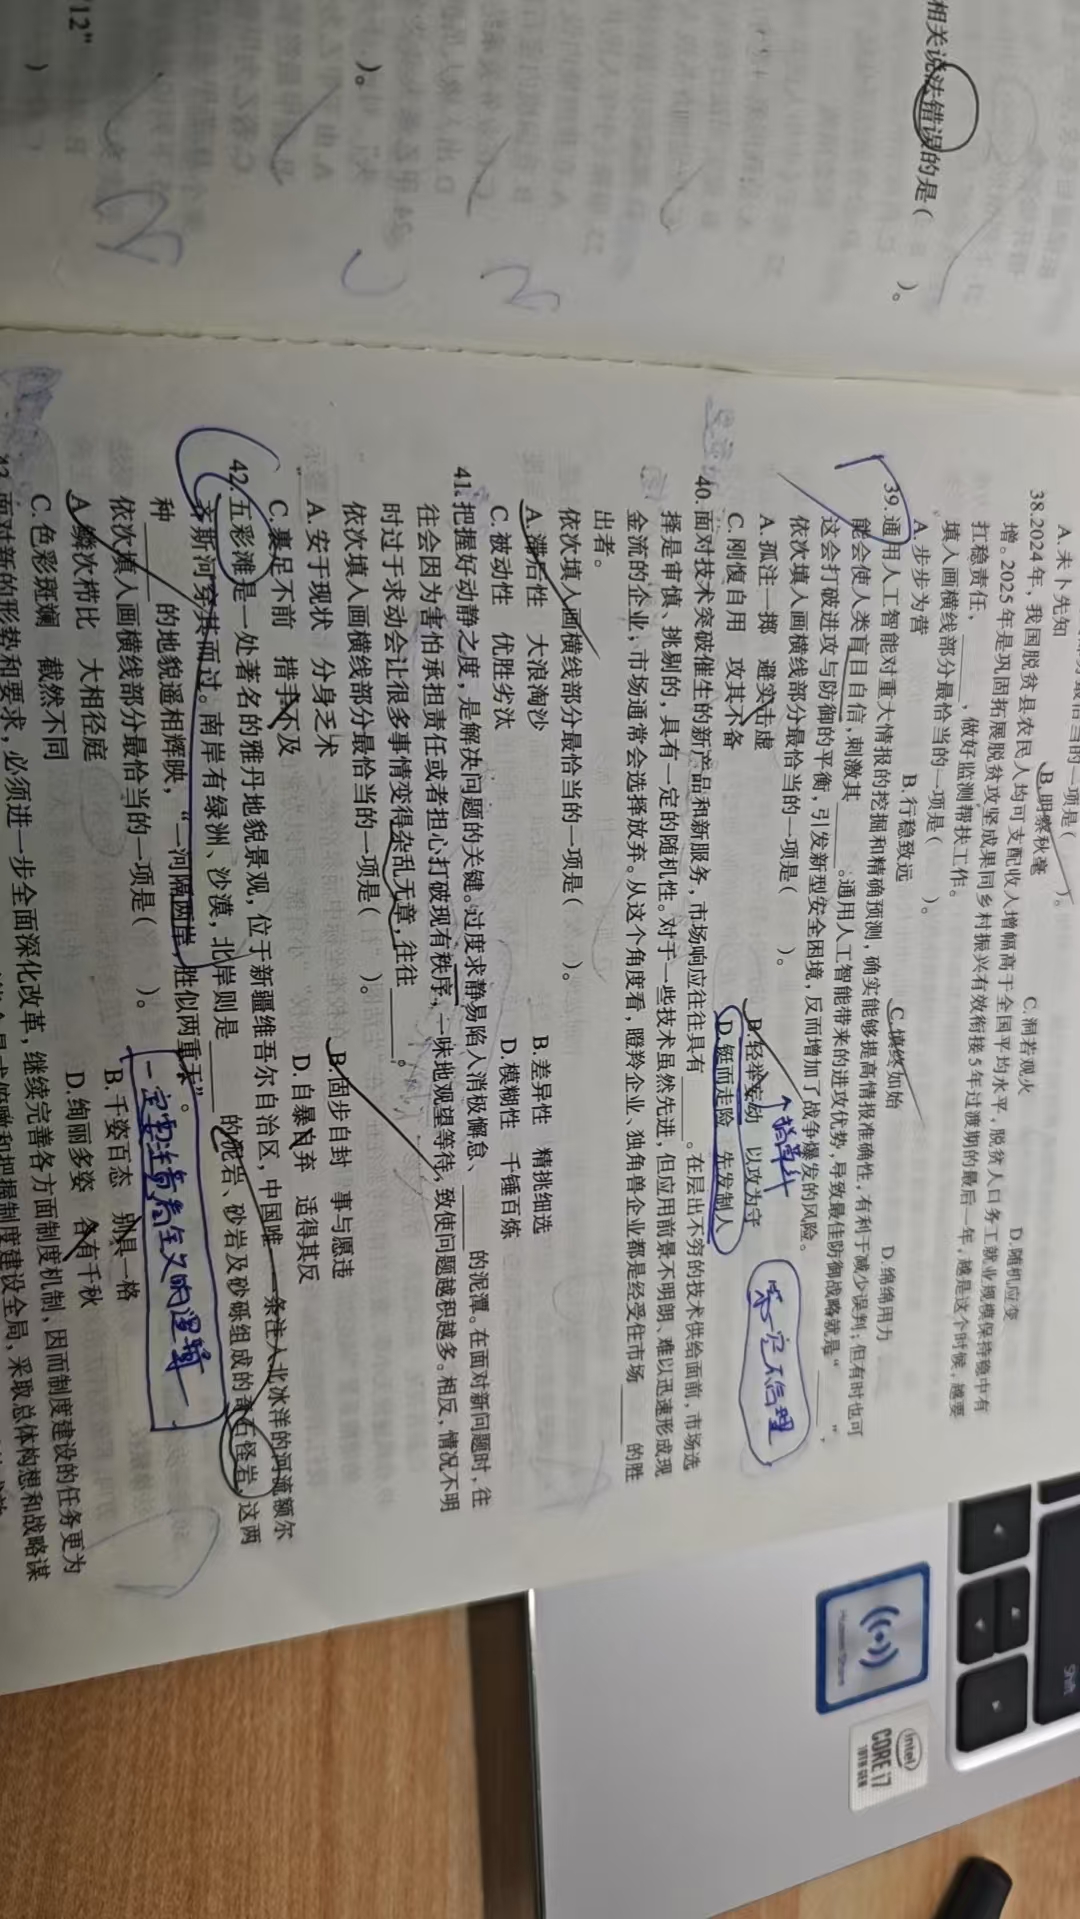 相关说法错误的是(　　)。
)。
/12"
)
A.未卜先知
B.明察秋毫
C.洞若观火
D.随机应变
38.2024年，我国脱贫县农民人均可支配收入增幅高于全国平均水平，脱贫人口务工就业规模保持稳中有
增。2025年是巩固拓展脱贫攻坚成果同乡村振兴有效衔接5年过渡期的最后一年，越是这个时候，越要
扛稳责任，______，做好监测帮扶工作。
填入画横线部分最恰当的一项是(　　)。
A.步步为营
B.行稳致远
C.慎终如始
D.绵绵用力
39.通用人工智能对重大情报的挖掘和精确预测，确实能够提高情报准确性，有利于减少误判；但有时也可
能会使人类盲目自信，刺激其______。通用人工智能带来的进攻优势，导致最佳防御战略就是“______”，
这会打破进攻与防御的平衡，引发新型安全困境，反而增加了战争爆发的风险。
依次填入画横线部分最恰当的一项是(　　)。
A.孤注一掷　避实击虚
B.轻举妄动　以攻为守
C.刚愎自用　攻其不备
D.铤而走险　先发制人
不一定不合理
40.面对技术突破催生的新产品和新服务，市场响应往往具有______。在层出不穷的技术供给面前，市场选
择是审慎、挑剔的，具有一定的随机性。对于一些技术虽然先进，但应用前景不明朗、难以迅速形成现
金流的企业，市场通常会选择放弃。从这个角度看，瞪羚企业、独角兽企业都是经受住市场______的胜
出者。
依次填入画横线部分最恰当的一项是(　　)。
A.滞后性　大浪淘沙
B.差异性　精挑细选
C.被动性　优胜劣汰
D.模糊性　千锤百炼
41.把握好动静之度，是解决问题的关键。过度求静易陷入消极懈怠、______的泥潭。在面对新问题时，往
往会因为害怕承担责任或者担心打破现有秩序，一味地观望等待，致使问题越积越多。相反，情况不明
时过于求动会让很多事情变得杂乱无章，往往______。
依次填入画横线部分最恰当的一项是(　　)。
A.安于现状　分身乏术
B.固步自封　事与愿违
C.裹足不前　措手不及
D.自暴自弃　适得其反
42.五彩滩是一处著名的雅丹地貌景观，位于新疆维吾尔自治区，中国唯一一条注入北冰洋的河流额尔
齐斯河穿其而过。南岸有绿洲、沙漠，北岸则是______的泥岩、砂岩及砂砾组成的奇石怪岩，这两
种______的地貌遥相辉映，“一河隔两岸，胜似两重天”。
依次填入画横线部分最恰当的一项是(　　)。
一定要注意前后文的逻辑
A.鳞次栉比　大相径庭
B.千姿百态　别具一格
C.色彩斑斓　截然不同
D.绚丽多姿　各有千秋
43.面对新的形势和要求，必须进一步全面深化改革，继续完善各方面制度机制，因而制度建设的任务更为
Huawei Share
intel
CORE i7
10TH GEN
Shift